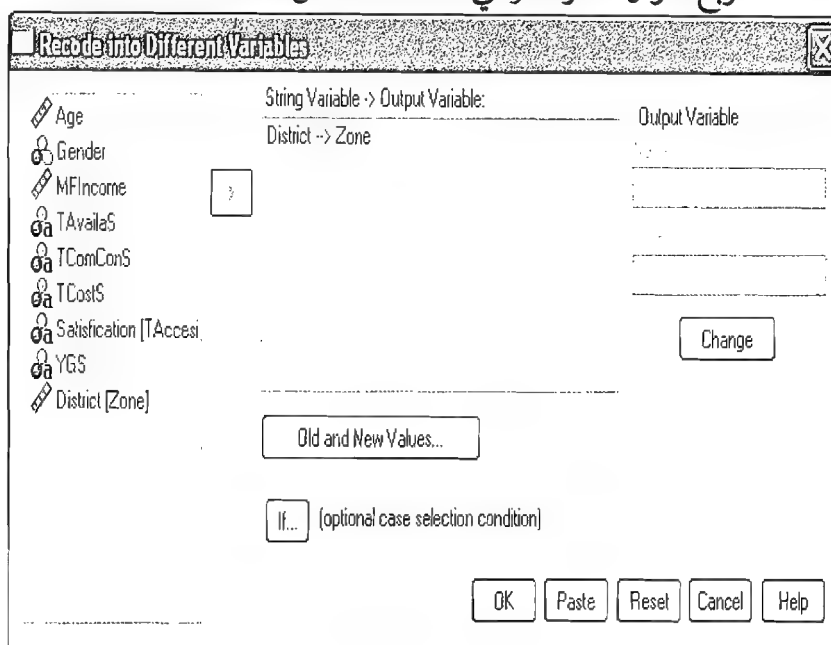 Recode into Different Variables
Age
Gender
MFIncome
TAvailaS
TComConS
TCostS
Satisfication [TAccesi
YGS
District [Zone]
String Variable -> Output Variable:
District --> Zone
Old and New Values...
If... (optional case selection condition)
Output Variable
Change
OK Paste Reset Cancel Help